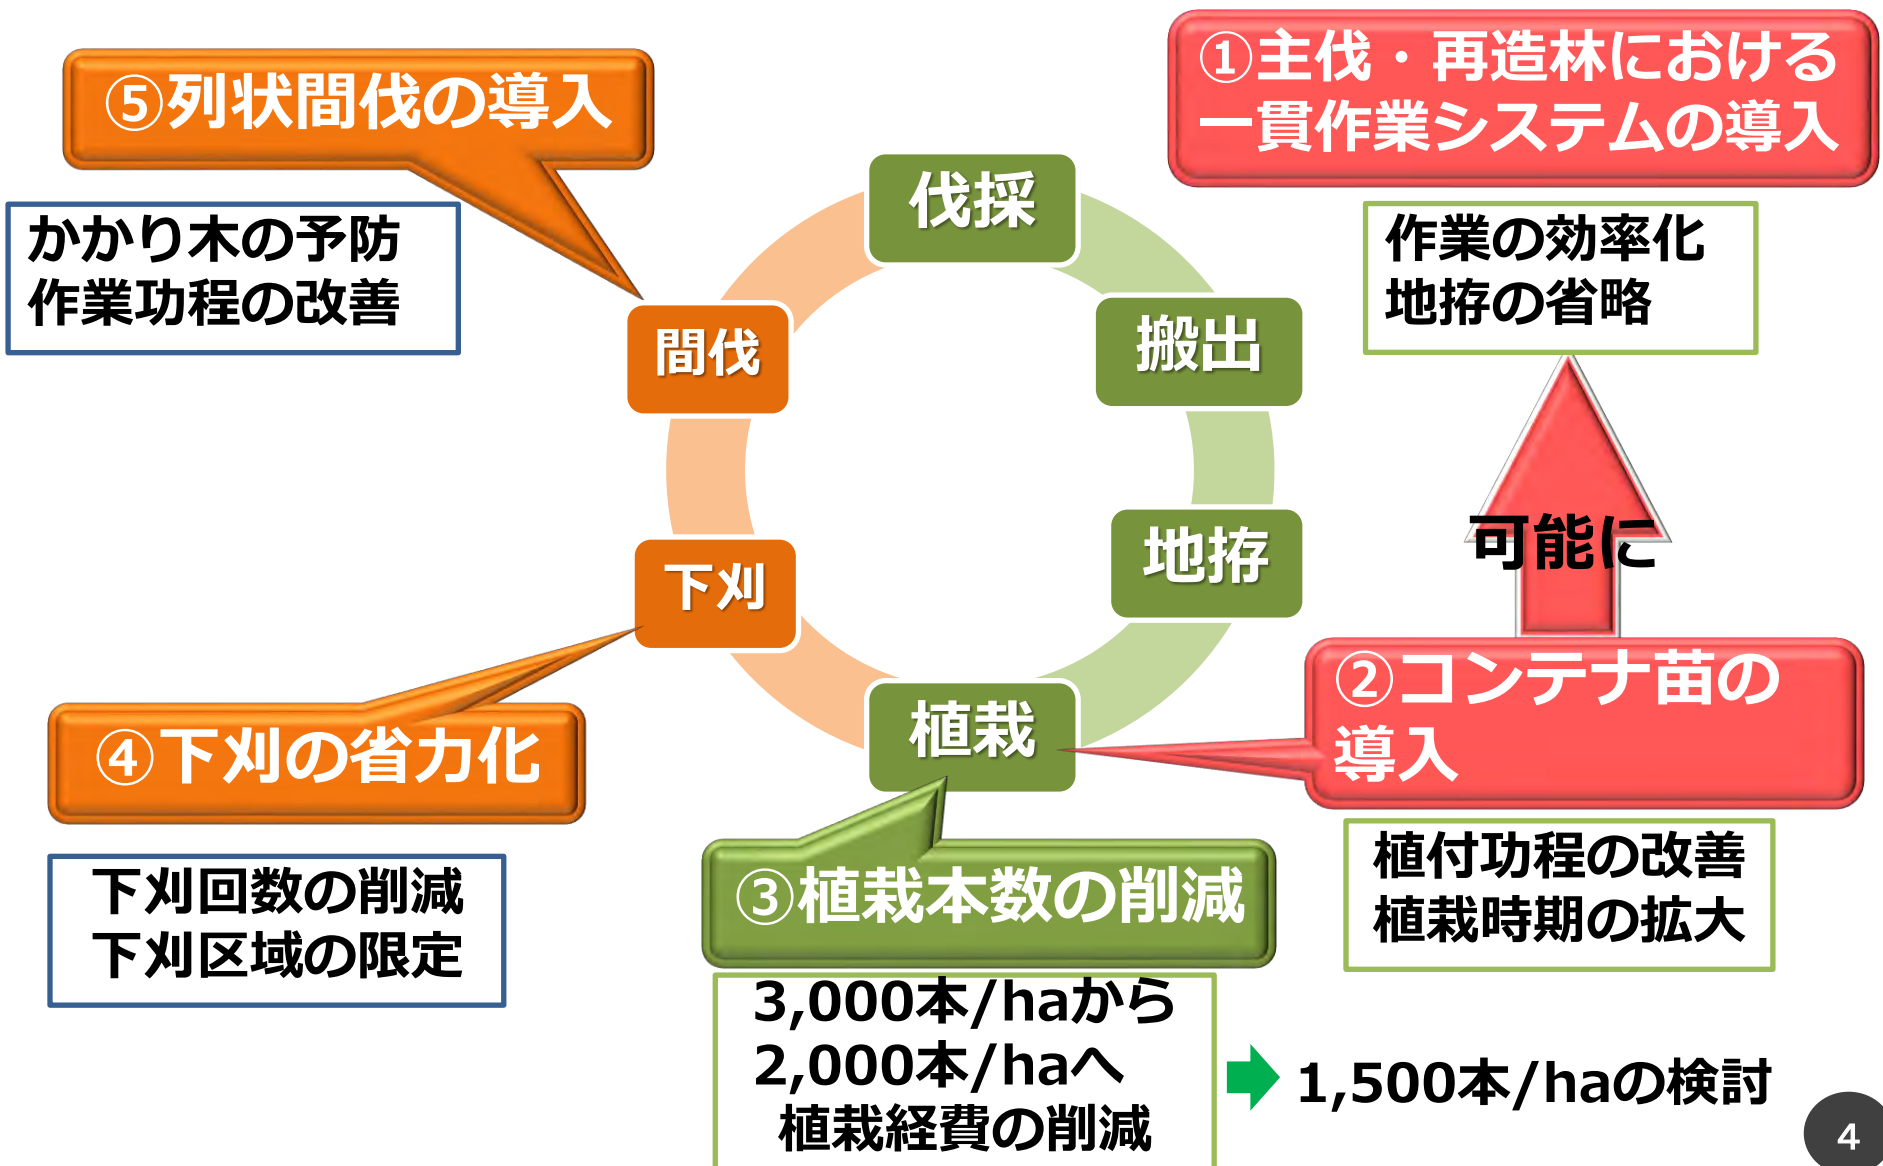 ①主伐・再造林における
一貫作業システムの導入
作業の効率化
地拵の省略
可能に
②コンテナ苗の
導入
植付功程の改善
植栽時期の拡大
③植栽本数の削減
3,000本/haから
2,000本/haへ
植栽経費の削減
1,500本/haの検討
④下刈の省力化
下刈回数の削減
下刈区域の限定
⑤列状間伐の導入
かかり木の予防
作業功程の改善
伐採
搬出
地拵
植栽
下刈
間伐
4